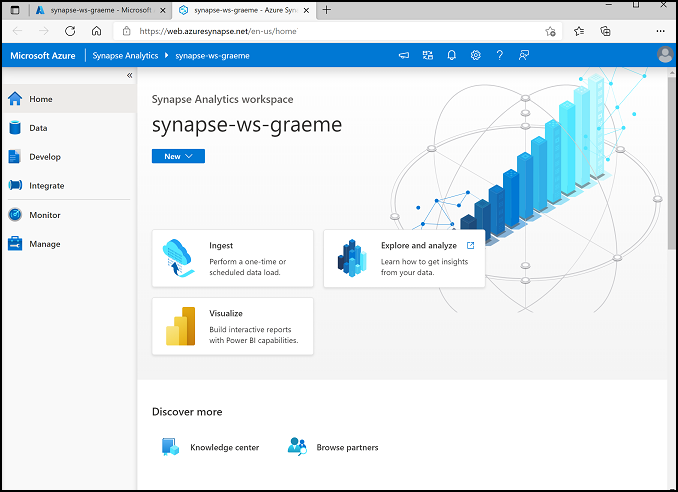 synapse-ws-graeme - Microsoft
synapse-ws-graeme - Azure Syn
https://web.azuresynapse.net/en-us/home
Microsoft Azure
Synapse Analytics
synapse-ws-graeme
Home
Data
Develop
Integrate
Monitor
Manage
Synapse Analytics workspace
synapse-ws-graeme
New
Ingest
Perform a one-time or
scheduled data load.
Explore and analyze
Learn how to get insights
from your data.
Visualize
Build interactive reports
with Power BI capabilities.
Discover more
Knowledge center
Browse partners